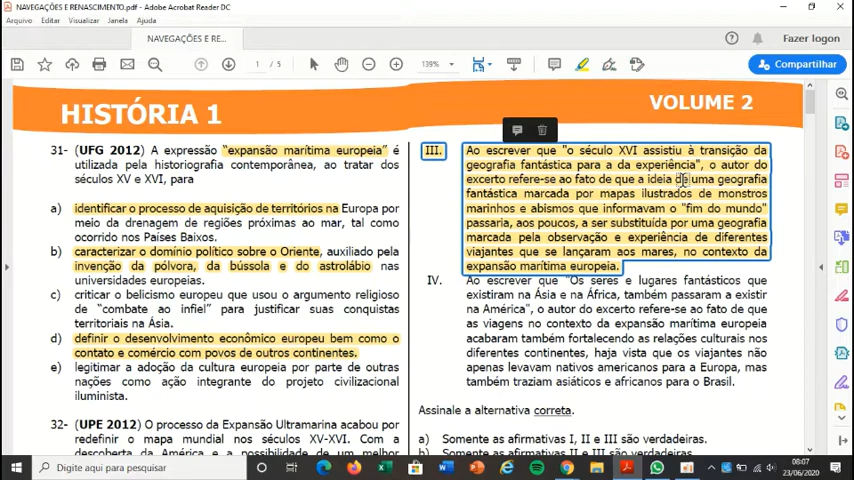 NAVEGAÇÕES E RENASCIMENTO.pdf - Adobe Acrobat Reader DC
Arquivo Editar Visualizar Janela Ajuda
NAVEGAÇÕES E RE...
Fazer logon
1 / 5
139%
Compartilhar
HISTÓRIA 1
VOLUME 2
31- (UFG 2012) A expressão “expansão marítima europeia” é
utilizada pela historiografia contemporânea, ao tratar dos
séculos XV e XVI, para
a) identificar o processo de aquisição de territórios na Europa por
meio da drenagem de regiões próximas ao mar, tal como
ocorrido nos Países Baixos.
b) caracterizar o domínio político sobre o Oriente, auxiliado pela
invenção da pólvora, da bússola e do astrolábio nas
universidades europeias.
c) criticar o belicismo europeu que usou o argumento religioso
de “combate ao infiel” para justificar suas conquistas
territoriais na Ásia.
d) definir o desenvolvimento econômico europeu bem como o
contato e comércio com povos de outros continentes.
e) legitimar a adoção da cultura europeia por parte de outras
nações como ação integrante do projeto civilizacional
iluminista.
32- (UPE 2012) O processo da Expansão Ultramarina acabou por
redefinir o mapa mundial nos séculos XV-XVI. Com a
descoberta da América e a possibilidade de um melhor
III. Ao escrever que "o século XVI assistiu à transição da
geografia fantástica para a da experiência", o autor do
excerto refere-se ao fato de que a ideia de uma geografia
fantástica marcada por mapas ilustrados de monstros
marinhos e abismos que informavam o "fim do mundo"
passaria, aos poucos, a ser substituída por uma geografia
marcada pela observação e experiência de diferentes
viajantes que se lançaram aos mares, no contexto da
expansão marítima europeia.
IV. Ao escrever que "Os seres e lugares fantásticos que
existiram na Ásia e na África, também passaram a existir
na América", o autor do excerto refere-se ao fato de que
as viagens no contexto da expansão marítima europeia
acabaram também fortalecendo as relações culturais nos
diferentes continentes, haja vista que os viajantes não
apenas levavam nativos americanos para a Europa, mas
também traziam asiáticos e africanos para o Brasil.
Assinale a alternativa correta.
a) Somente as afirmativas I, II e III são verdadeiras.
b) Somente as afirmativas I, II e IV são verdadeiras.
Digite aqui para pesquisar
08:07
23/06/2020